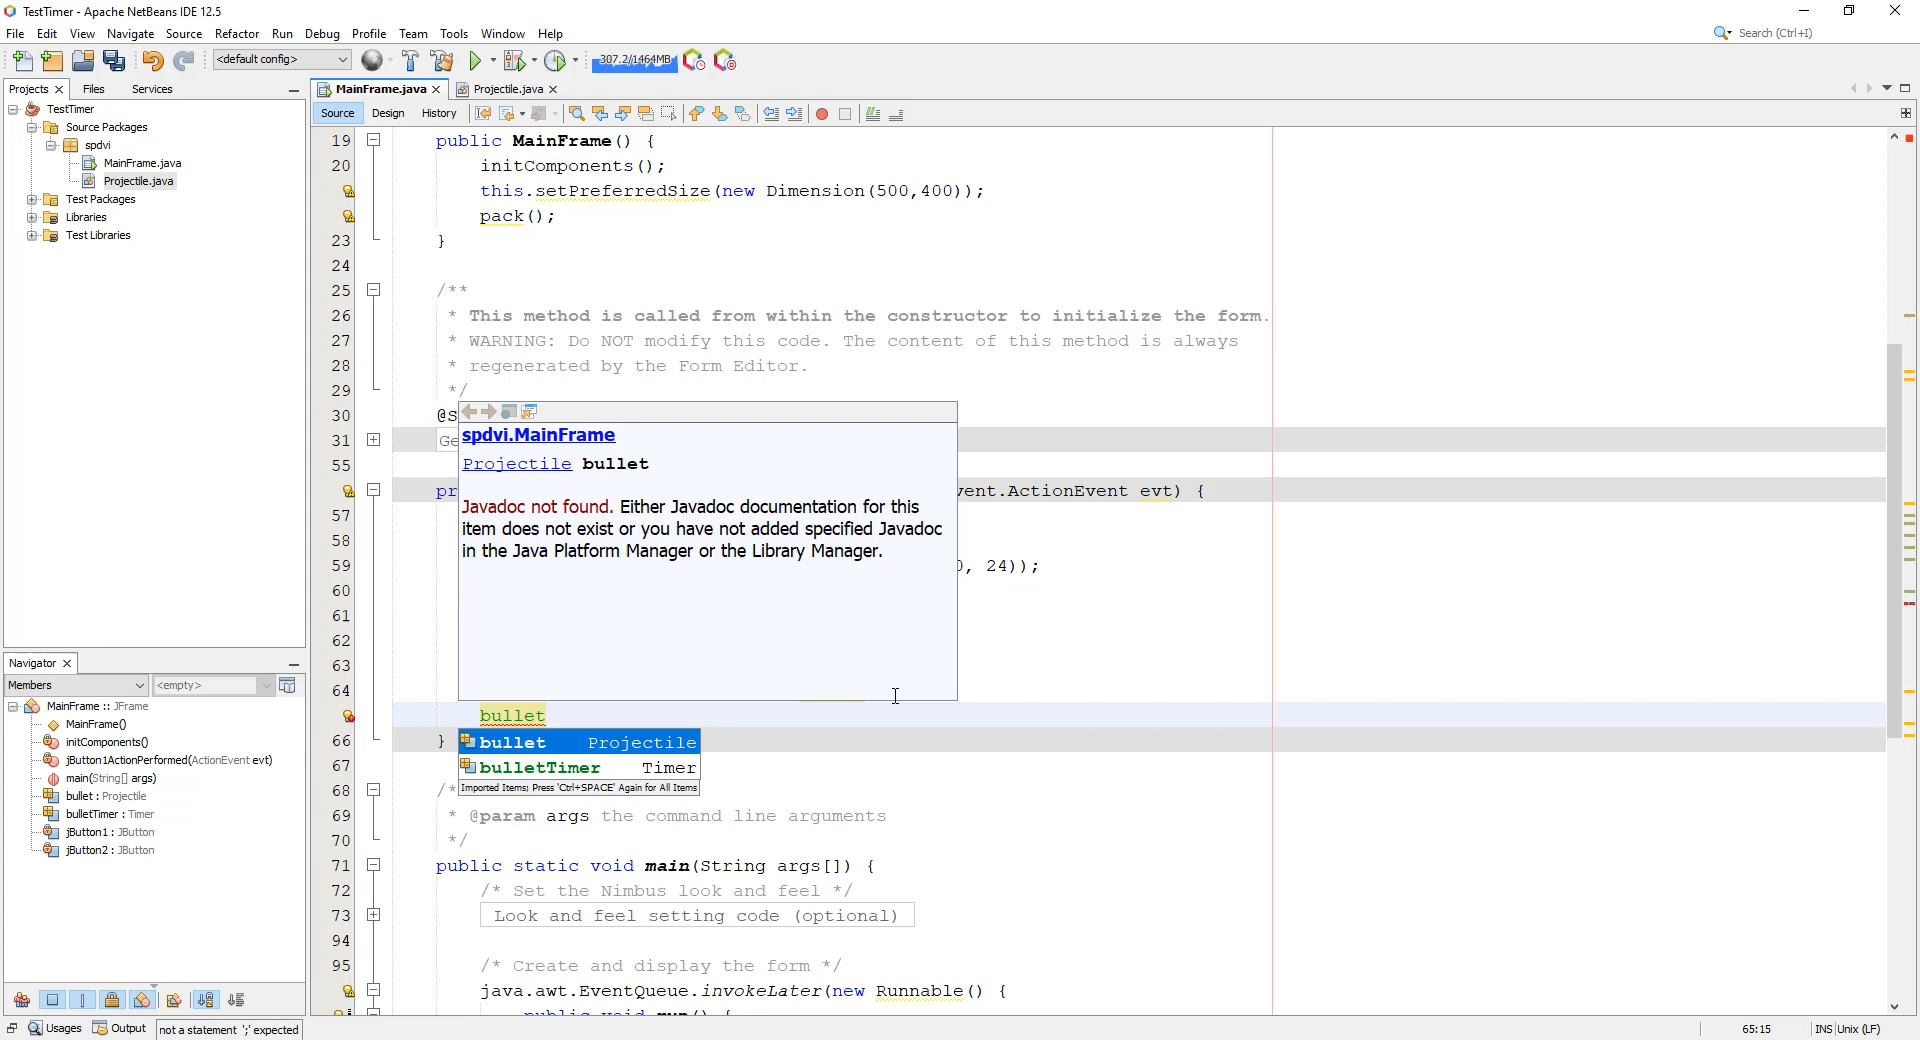 TestTimer - Apache NetBeans IDE 12.5
File Edit View Navigate Source Refactor Run Debug Profile Team Tools Window Help
Search (Ctrl+I)
<default config>
307.2/1464MB
Projects Files Services
MainFrame.java Projectile.java
TestTimer
Source Packages
spdvi
MainFrame.java
Projectile.java
Test Packages
Libraries
Test Libraries
Source Design History
19 public MainFrame() {
20 initComponents();
this.setPreferredSize(new Dimension(500,400));
pack();
23 }
24
25 /**
26 * This method is called from within the constructor to initialize the form.
27 * WARNING: Do NOT modify this code. The content of this method is always
28 * regenerated by the Form Editor.
29 */
30 @S
31 Ge
55
pr vent.ActionEvent evt) {
57
58
59 , 24));
60
61
62
63
64
bullet
66 }
67
68 /*
69 * @param args the command line arguments
70 */
71 public static void main(String args[]) {
72 /* Set the Nimbus look and feel */
73 Look and feel setting code (optional)
94
95 /* Create and display the form */
java.awt.EventQueue.invokeLater(new Runnable() {
public void run() {
spdvi.MainFrame
Projectile bullet
Javadoc not found. Either Javadoc documentation for this
item does not exist or you have not added specified Javadoc
in the Java Platform Manager or the Library Manager.
bullet Projectile
bulletTimer Timer
Imported Items; Press 'Ctrl+SPACE' Again for All Items
Navigator
Members <empty>
MainFrame :: JFrame
MainFrame()
initComponents()
jButton1ActionPerformed(ActionEvent evt)
main(String[] args)
bullet : Projectile
bulletTimer : Timer
jButton1 : JButton
jButton2 : JButton
Usages Output not a statement ';' expected
65:15 INS Unix (LF)